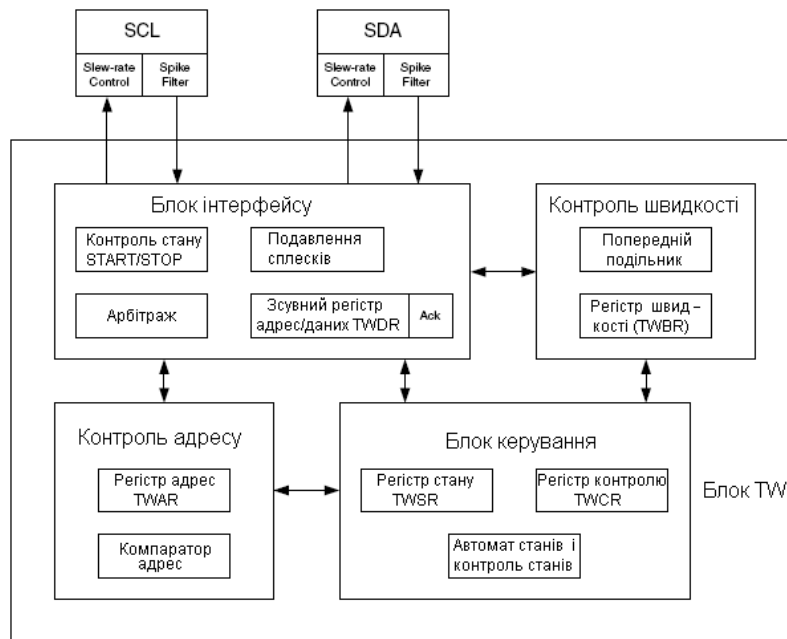 SCL
SDA
Slew-rate
Control
Spike
Filter
Slew-rate
Control
Spike
Filter
Блок інтерфейсу
Контроль стану
START/STOP
Подавлення
сплесків
Арбітраж
Зсувний регістр
адрес/даних TWDR
Ack
Контроль швидкості
Попередній
подільник
Регістр швид –
кості (TWBR)
Контроль адресу
Регістр адрес
TWAR
Компаратор
адрес
Блок керування
Регістр стану
TWSR
Регістр контролю
TWCR
Автомат станів і
контроль станів
Блок TW